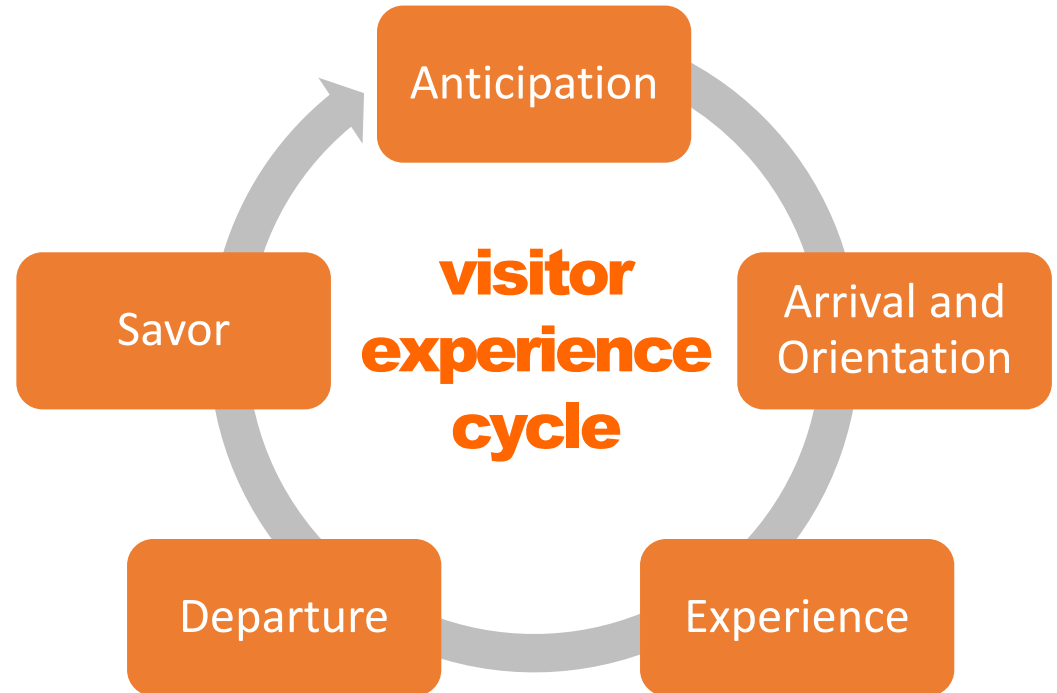 Anticipation
visitor
experience
cycle
Arrival and
Orientation
Experience
Departure
Savor